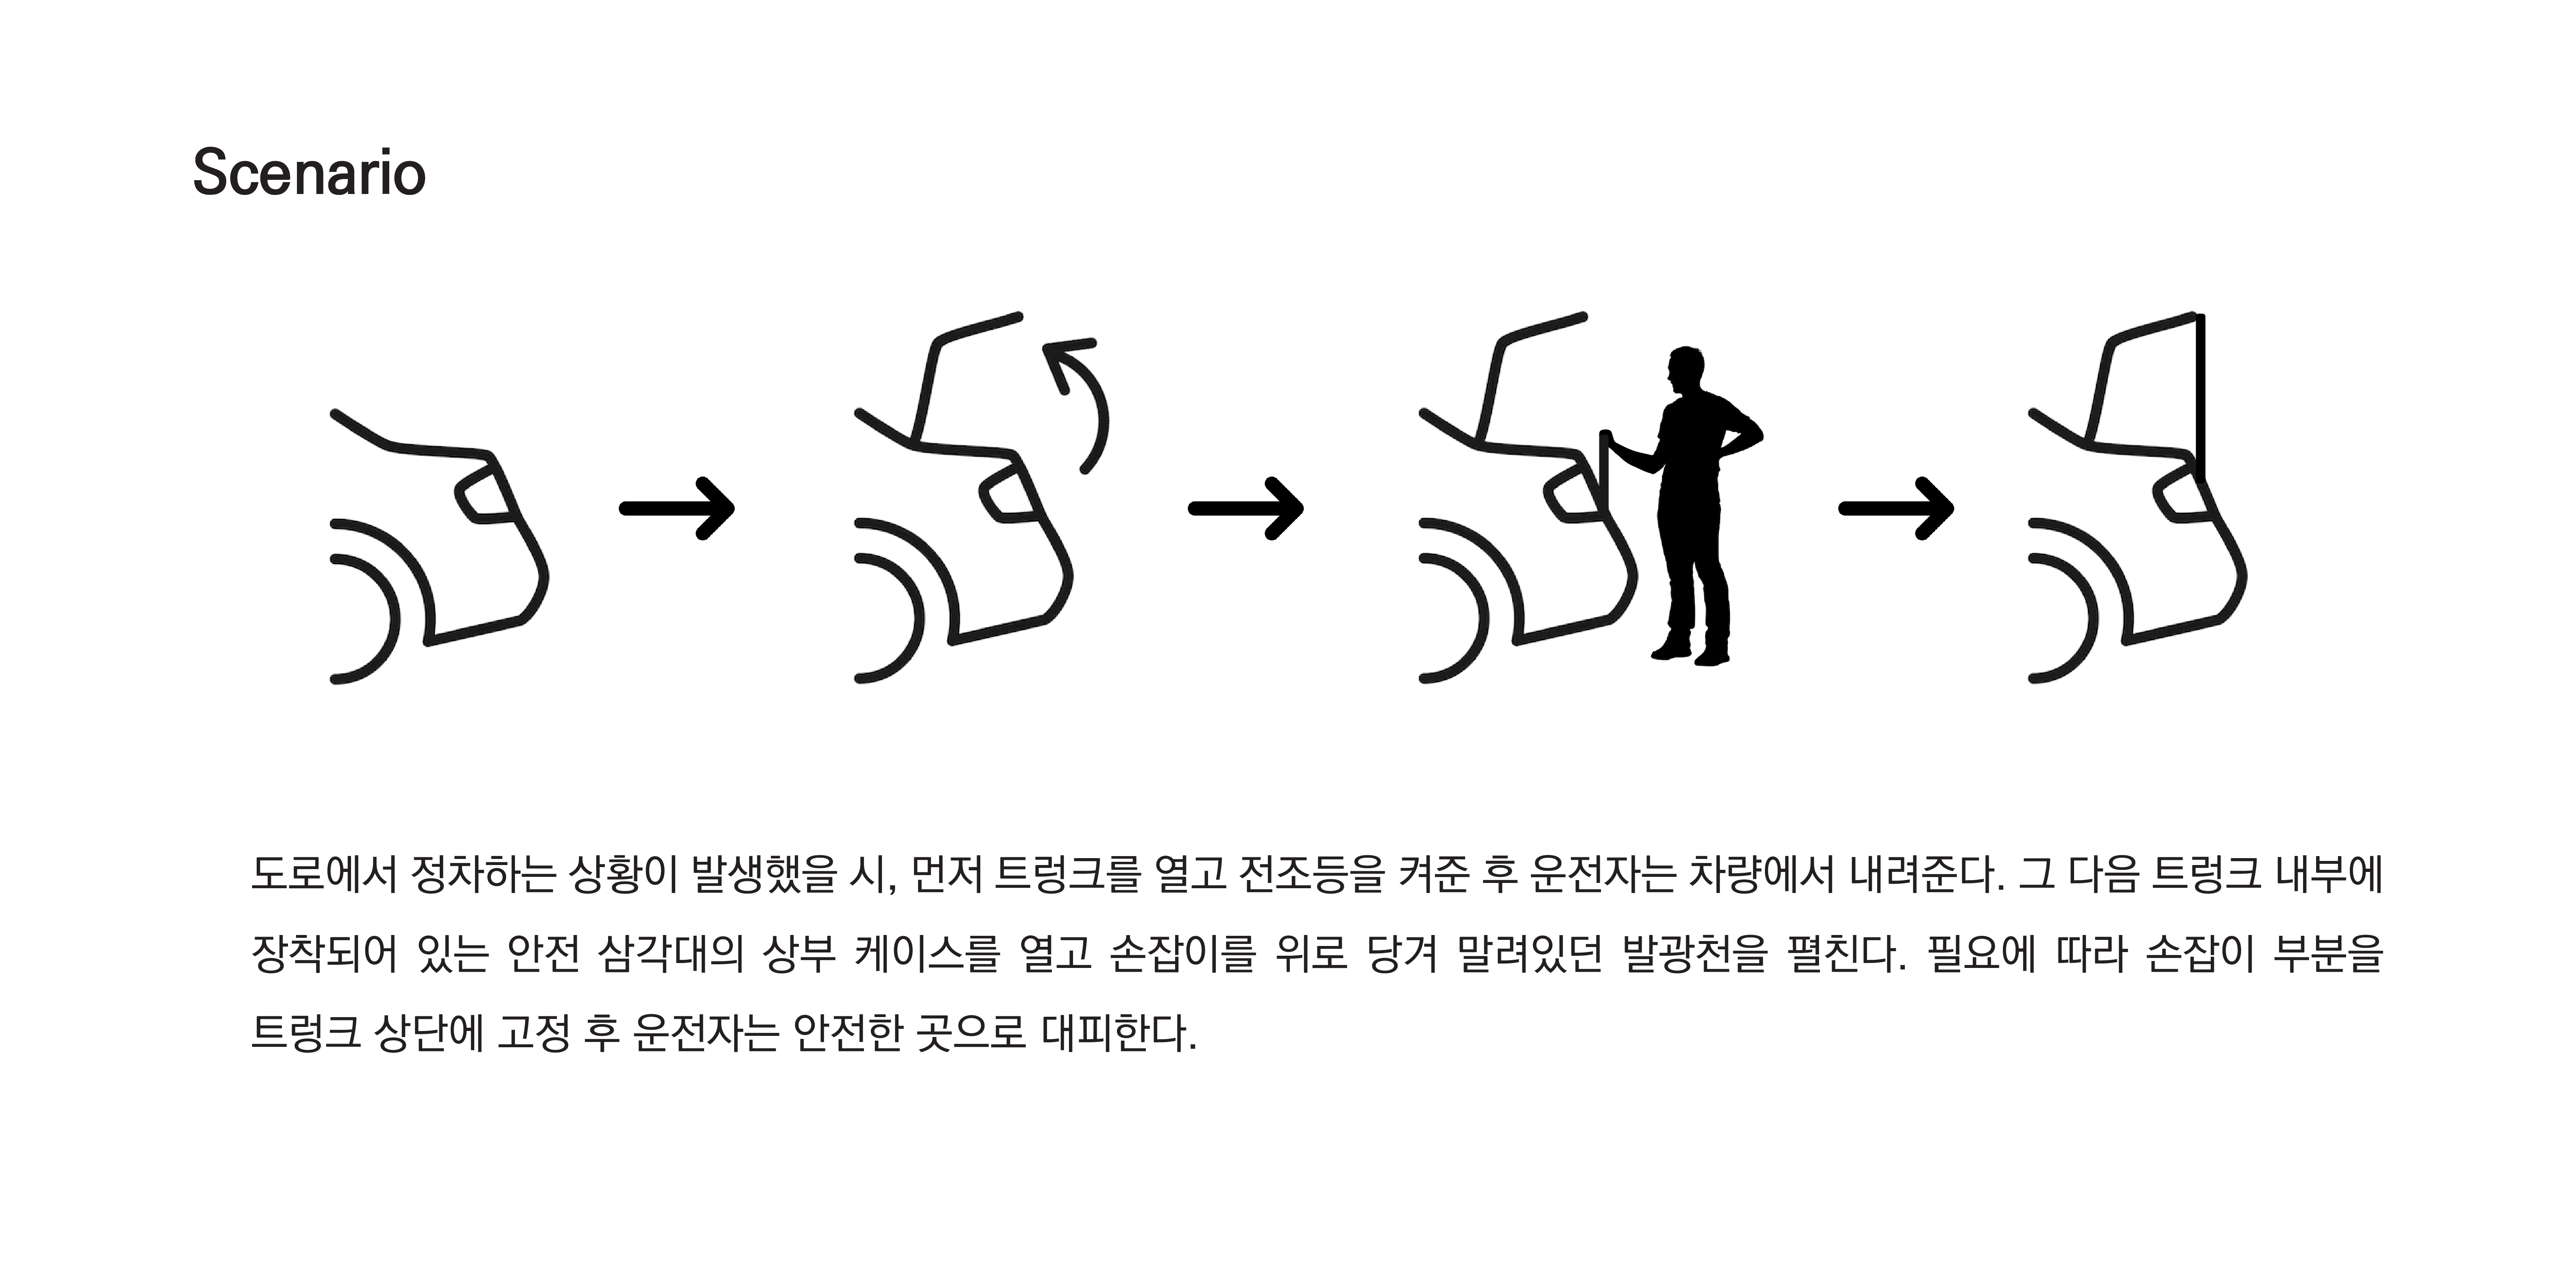 Scenario
도로에서 정차하는 상황이 발생했을 시, 먼저 트렁크를 열고 전조등을 켜준 후 운전자는 차량에서 내려준다. 그 다음 트렁크 내부에
장착되어 있는 안전 삼각대의 상부 케이스를 열고 손잡이를 위로 당겨 말려있던 발광천을 펼친다. 필요에 따라 손잡이 부분을
트렁크 상단에 고정 후 운전자는 안전한 곳으로 대피한다.